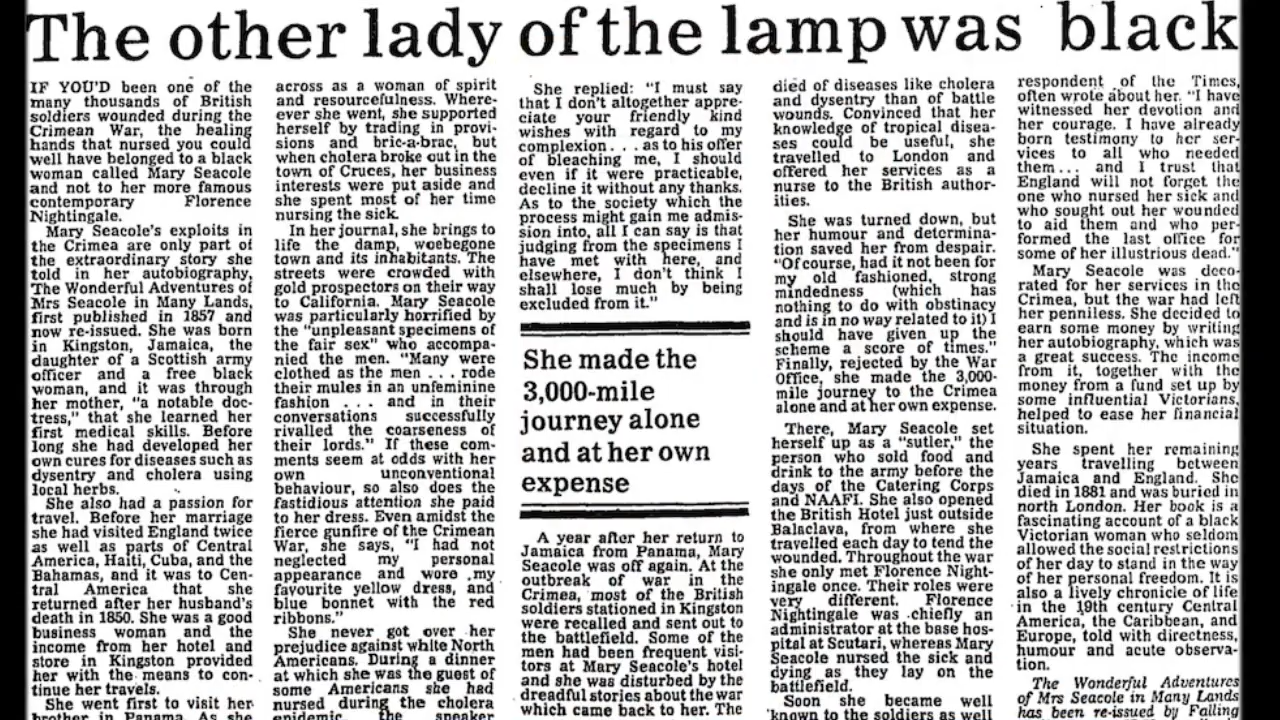 The other lady of the lamp was black
IF YOU'D been one of the
many thousands of British
soldiers wounded during the
Crimean War, the healing
hands that nursed you could
well have belonged to a black
woman called Mary Seacole
and not to her more famous
contemporary Florence
Nightingale.
Mary Seacole's exploits in
the Crimea are only part of
the extraordinary story she
told in her autobiography,
The Wonderful Adventures of
Mrs Seacole in Many Lands,
first published in 1857 and
now re-issued. She was born
in Kingston, Jamaica, the
daughter of a Scottish army
officer and a free black
woman, and it was through
her mother, "a notable doc-
tress," that she learned her
first medical skills. Before
long she had developed her
own cures for diseases such as
dysentry and cholera using
local herbs.
She also had a passion for
travel. Before her marriage
she had visited England twice
as well as parts of Central
America, Haiti, Cuba, and the
Bahamas, and it was to Cen-
tral America that she
returned after her husband's
death in 1850. She was a good
business woman and the
income from her hotel and
store in Kingston provided
her with the means to con-
tinue her travels.
She went first to visit her
brother in Panama. As she
across as a woman of spirit
and resourcefulness. Where-
ever she went, she supported
herself by trading in provi-
sions and bric-a-brac, but
when cholera broke out in the
town of Cruces, her business
interests were put aside and
she spent most of her time
nursing the sick.
In her journal, she brings to
life the damp, woebegone
town and its inhabitants. The
streets were crowded with
gold prospectors on their way
to California. Mary Seacole
was particularly horrified by
the "unpleasant specimens of
the fair sex" who accompa-
nied the men. "Many were
clothed as the men . . . rode
their mules in an unfeminine
fashion . . . and in their
conversations successfully
rivalled the coarseness of
their lords." If these com-
ments seem at odds with her
own unconventional
behaviour, so also does the
fastidious attention she paid
to her dress. Even amidst the
fierce gunfire of the Crimean
War, she says, "I had not
neglected my personal
appearance and wore my
favourite yellow dress, and
blue bonnet with the red
ribbons."
She never got over her
prejudice against white North
Americans. During a dinner
at which she was the guest of
some Americans she had
nursed during the cholera
epidemic, the speaker
She replied: "I must say
that I don't altogether appre-
ciate your friendly kind
wishes with regard to my
complexion . . . as to his offer
of bleaching me, I should
even if it were practicable,
decline it without any thanks.
As to the society which the
process might gain me admis-
sion into, all I can say is that
judging from the specimens I
have met with here, and
elsewhere, I don't think I
shall lose much by being
excluded from it."
She made the
3,000-mile
journey alone
and at her own
expense
A year after her return to
Jamaica from Panama, Mary
Seacole was off again. At the
outbreak of war in the
Crimea, most of the British
soldiers stationed in Kingston
were recalled and sent out to
the battlefield. Some of the
men had been frequent visi-
tors at Mary Seacole's hotel
and she was disturbed by the
dreadful stories about the war
which came back to her. The
died of diseases like cholera
and dysentry than of battle
wounds. Convinced that her
knowledge of tropical disea-
ses could be useful, she
travelled to London and
offered her services as a
nurse to the British author-
ities.
She was turned down, but
her humour and determina-
tion saved her from despair.
"Of course, had it not been for
my old fashioned, strong
mindedness (which has
nothing to do with obstinacy
and is in no way related to it) I
should have given up the
scheme a score of times."
Finally, rejected by the War
Office, she made the 3,000-
mile journey to the Crimea
alone and at her own expense.
There, Mary Seacole set
herself up as a "sutler," the
person who sold food and
drink to the army before the
days of the Catering Corps
and NAAFI. She also opened
the British Hotel just outside
Balaclava, from where she
travelled each day to tend the
wounded. Throughout the war
she only met Florence Night-
ingale once. Their roles were
very different. Florence
Nightingale was chiefly an
administrator at the base hos-
pital at Scutari, whereas Mary
Seacole nursed the sick and
dying as they lay on the
battlefield.
Soon she became well
known to the soldiers as well
respondent of the Times,
often wrote about her. "I have
witnessed her devotion and
her courage. I have already
born testimony to her ser-
vices to all who needed
them . . . and I trust that
England will not forget the
one who nursed her sick and
who sought out her wounded
to aid them and who per-
formed the last office for
some of her illustrious dead."
Mary Seacole was deco-
rated for her services in the
Crimea, but the war had left
her penniless. She decided to
earn some money by writing
her autobiography, which was
a great success. The income
from it, together with the
money from a fund set up by
some influential Victorians,
helped to ease her financial
situation.
She spent her remaining
years travelling between
Jamaica and England. She
died in 1881 and was buried in
north London. Her book is a
fascinating account of a black
Victorian woman who seldom
allowed the social restrictions
of her day to stand in the way
of her personal freedom. It is
also a lively chronicle of life
in the 19th century Central
America, the Caribbean, and
Europe, told with directness,
humour and acute observa-
tion.
The Wonderful Adventures
of Mrs Seacole in Many Lands
has been re-issued by Falling